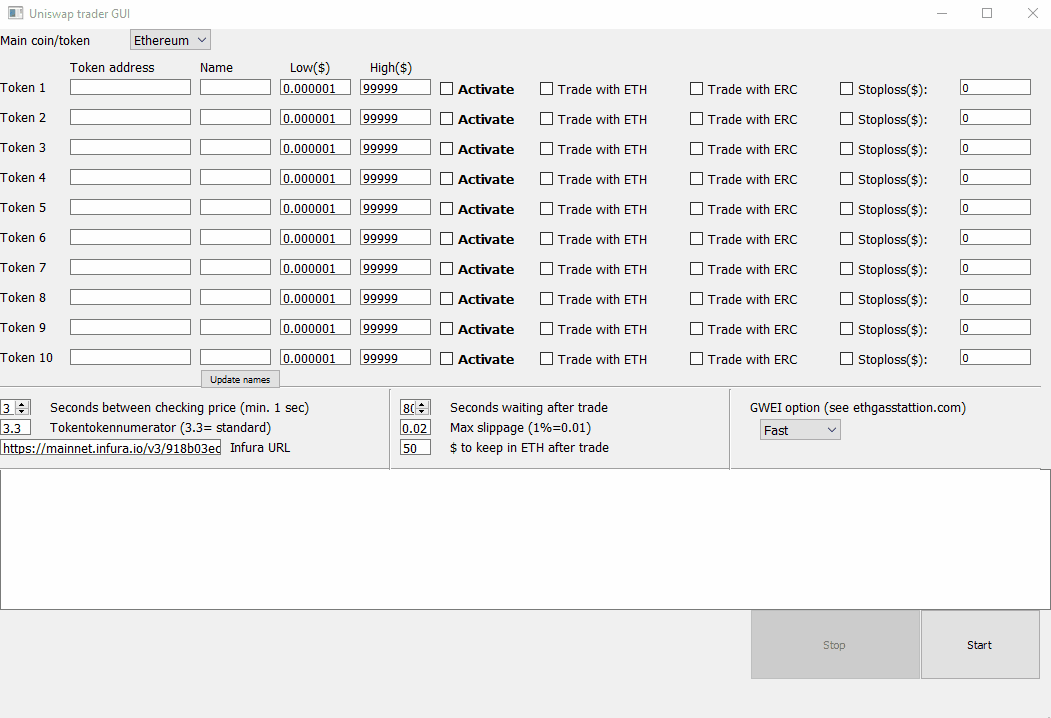 Uniswap trader GUI
Main coin/token Ethereum
Token address Name Low($) High($)
Token 1 0.000001 99999 Activate Trade with ETH Trade with ERC Stoploss($): 0
Token 2 0.000001 99999 Activate Trade with ETH Trade with ERC Stoploss($): 0
Token 3 0.000001 99999 Activate Trade with ETH Trade with ERC Stoploss($): 0
Token 4 0.000001 99999 Activate Trade with ETH Trade with ERC Stoploss($): 0
Token 5 0.000001 99999 Activate Trade with ETH Trade with ERC Stoploss($): 0
Token 6 0.000001 99999 Activate Trade with ETH Trade with ERC Stoploss($): 0
Token 7 0.000001 99999 Activate Trade with ETH Trade with ERC Stoploss($): 0
Token 8 0.000001 99999 Activate Trade with ETH Trade with ERC Stoploss($): 0
Token 9 0.000001 99999 Activate Trade with ETH Trade with ERC Stoploss($): 0
Token 10 0.000001 99999 Activate Trade with ETH Trade with ERC Stoploss($): 0
Update names
3 Seconds between checking price (min. 1 sec) Seconds waiting after trade GWEI option (see ethgasstattion.com)
3.3 Tokentokennumerator (3.3= standard) 0.02 Max slippage (1%=0.01) Fast
https://mainnet.infura.io/v3/918b03ec Infura URL 50 $ to keep in ETH after trade
Stop Start